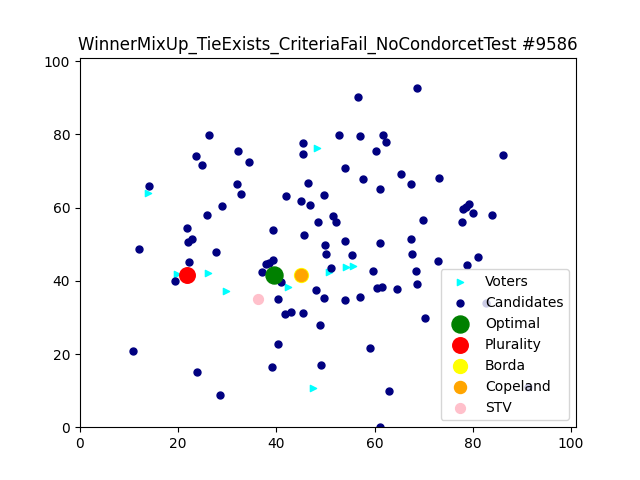 WinnerMixUp_TieExists_CriteriaFail_NoCondorcetTest #9586
100
80
60
40
20
0
0 20 40 60 80 100
Voters
Candidates
Optimal
Plurality
Borda
Copeland
STV